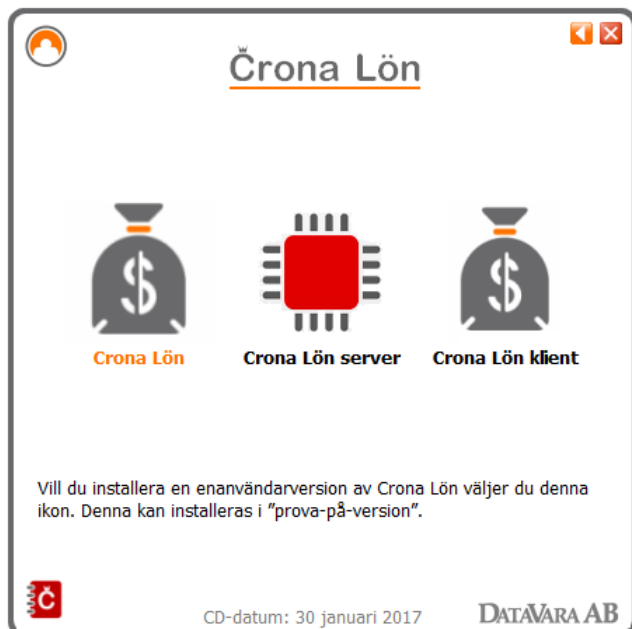 Črona Lön
$ $
Crona Lön Crona Lön server Crona Lön klient
Vill du installera en enanvändarversion av Crona Lön väljer du denna
ikon. Denna kan installeras i ”prova-på-version”.
Č
CD-datum: 30 januari 2017 DATAVARA AB